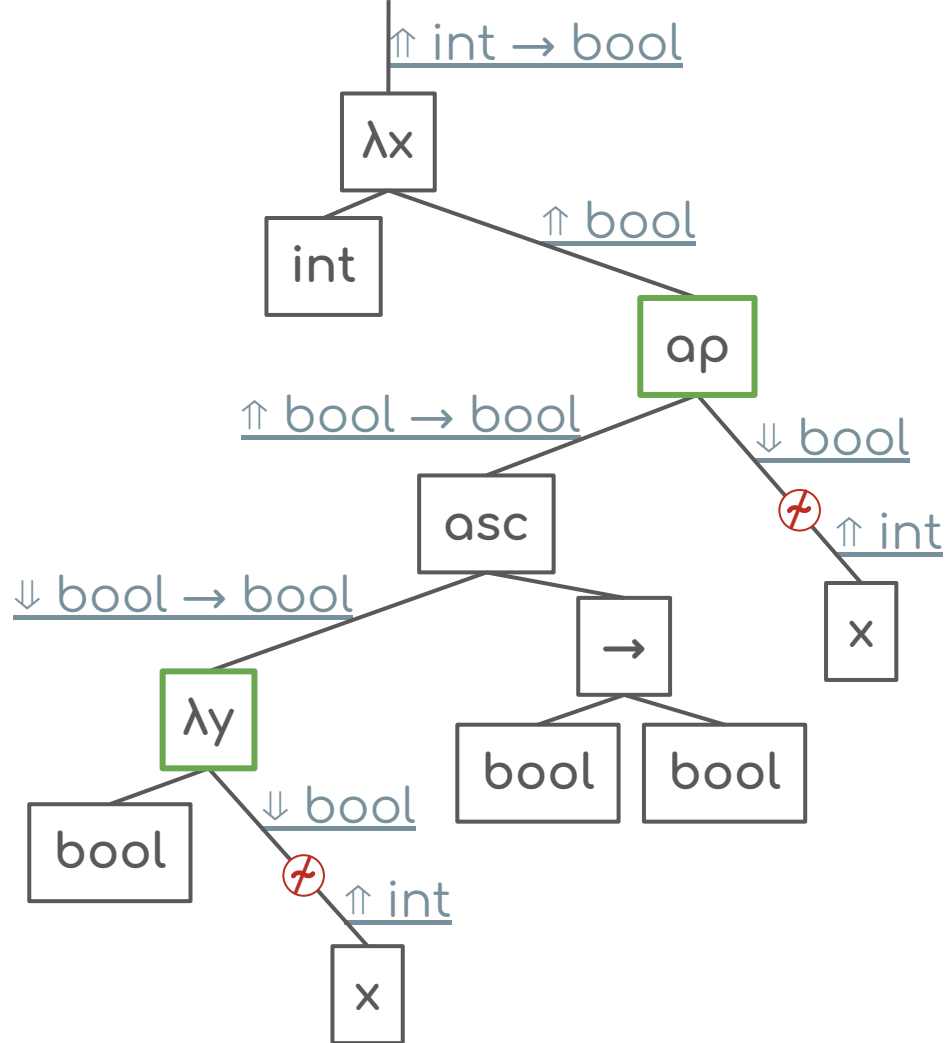 ⇑ int → bool
λx
⇑ bool
int
ap
⇑ bool → bool
⇓ bool
≁
⇑ int
asc
x
⇓ bool → bool
→
λy
bool
bool
⇓ bool
bool
≁
⇑ int
x